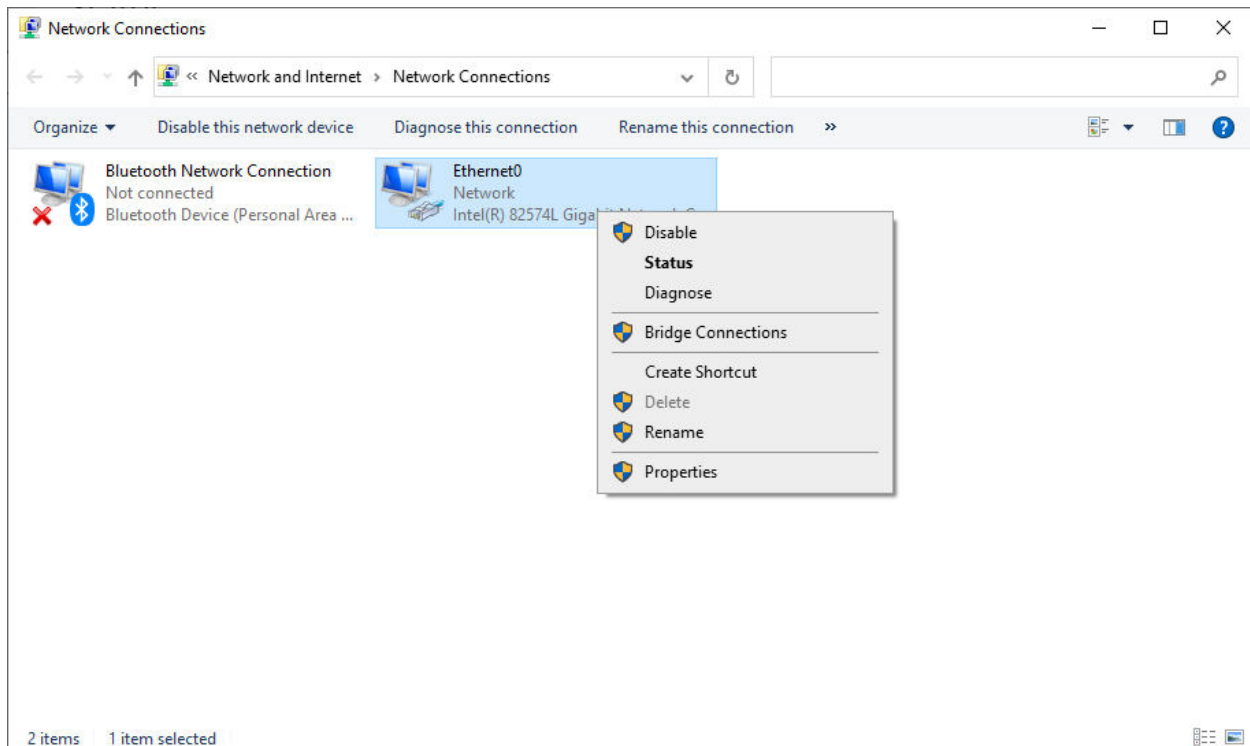 Network Connections
« Network and Internet > Network Connections
Organize Disable this network device Diagnose this connection Rename this connection »
Bluetooth Network Connection
Not connected
Bluetooth Device (Personal Area ...
Ethernet0
Network
Intel(R) 82574L
Disable
Status
Diagnose
Bridge Connections
Create Shortcut
Delete
Rename
Properties
2 items 1 item selected